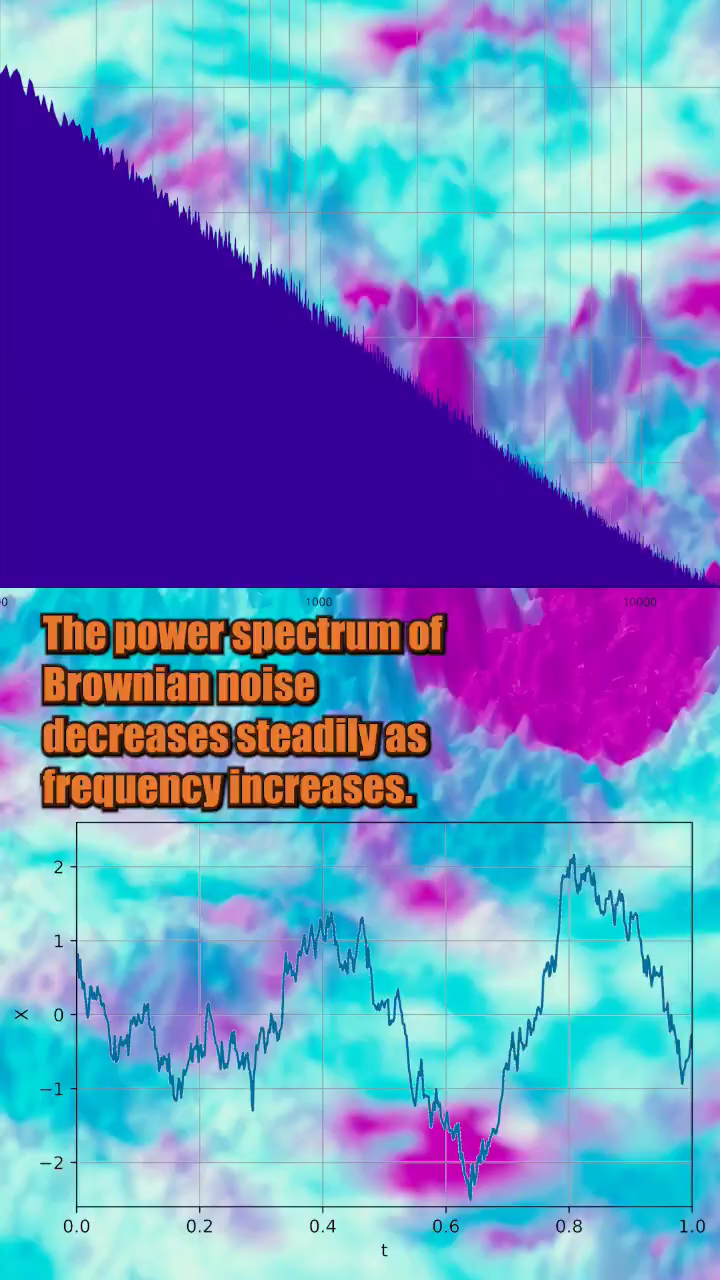 1000
10000
The power spectrum of
Brownian noise
decreases steadily as
frequency increases.
2
1
0
−1
−2
X
0.0 0.2 0.4 0.6 0.8 1.0
t